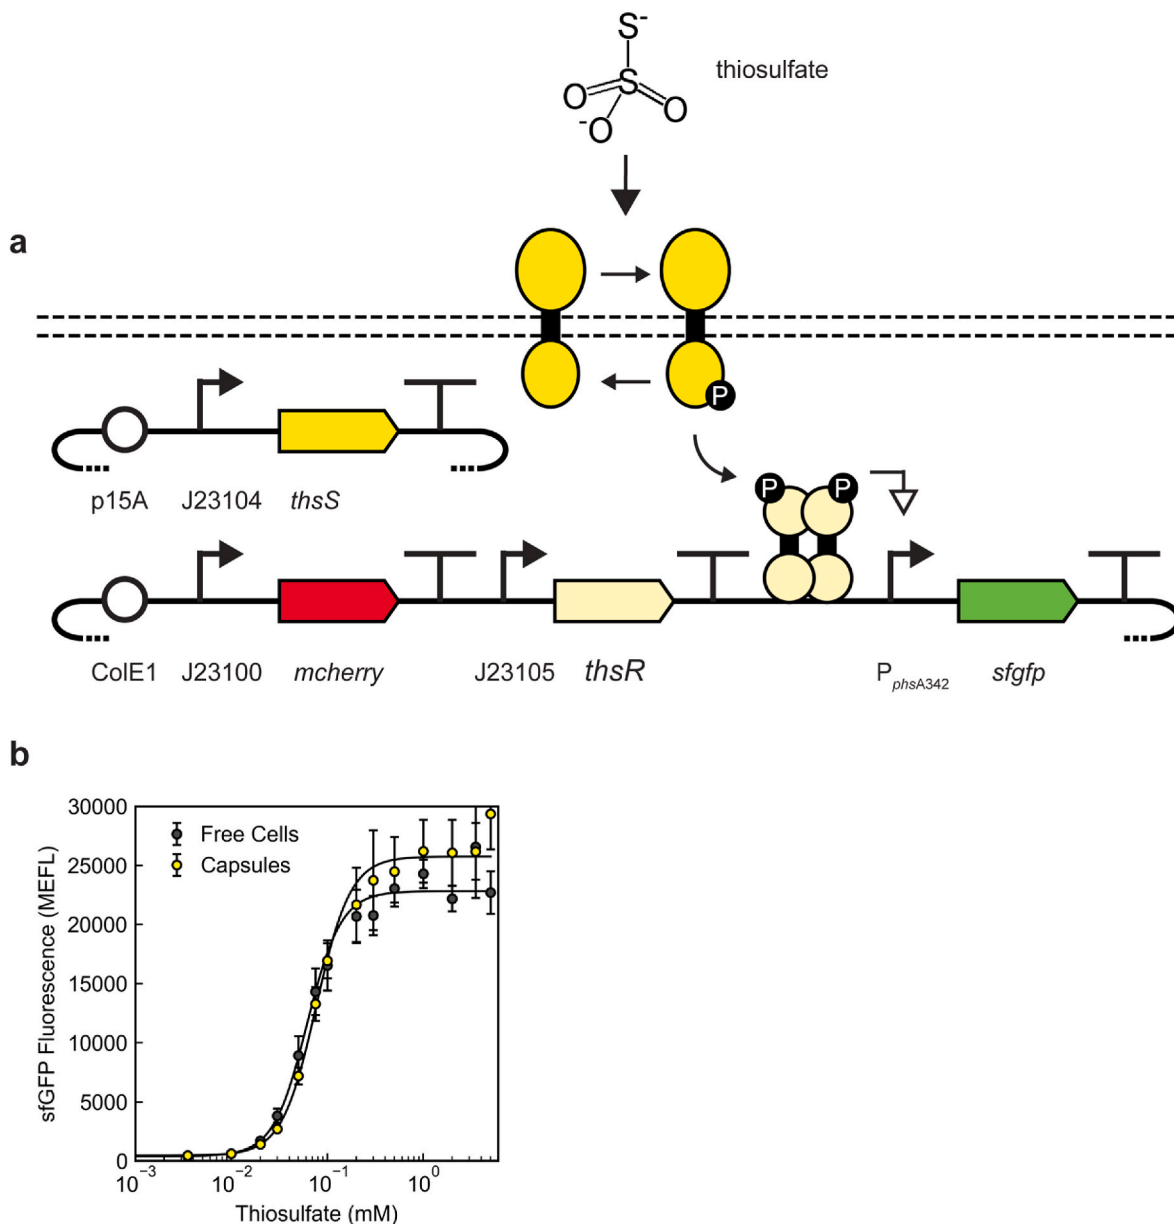 S-
S
O
O
-O
thiosulfate
a
P
P
P
p15A J23104 thsS
ColE1 J23100 mcherry J23105 thsR PphsA342 sfgfp
b
30000
25000
20000
15000
10000
5000
0
sfGFP Fluorescence (MEFL)
Free Cells
Capsules
10−3 10−2 10−1 100
Thiosulfate (mM)